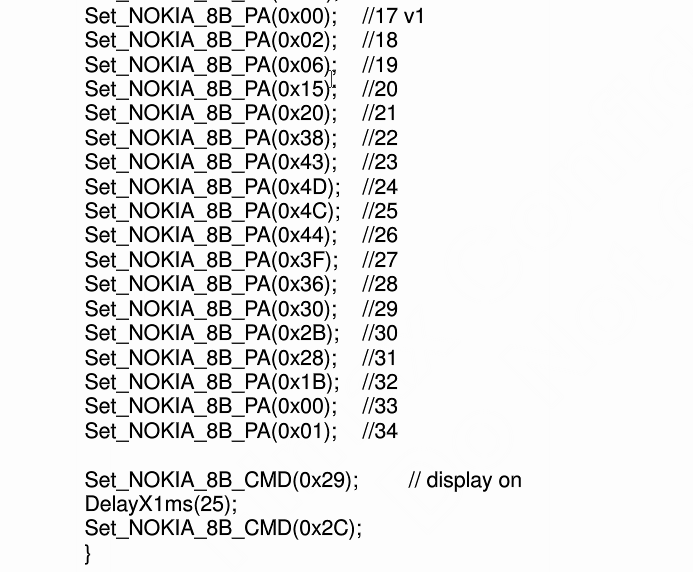 Set_NOKIA_8B_PA(0x00); //17 v1
Set_NOKIA_8B_PA(0x02); //18
Set_NOKIA_8B_PA(0x06); //19
Set_NOKIA_8B_PA(0x15); //20
Set_NOKIA_8B_PA(0x20); //21
Set_NOKIA_8B_PA(0x38); //22
Set_NOKIA_8B_PA(0x43); //23
Set_NOKIA_8B_PA(0x4D); //24
Set_NOKIA_8B_PA(0x4C); //25
Set_NOKIA_8B_PA(0x44); //26
Set_NOKIA_8B_PA(0x3F); //27
Set_NOKIA_8B_PA(0x36); //28
Set_NOKIA_8B_PA(0x30); //29
Set_NOKIA_8B_PA(0x2B); //30
Set_NOKIA_8B_PA(0x28); //31
Set_NOKIA_8B_PA(0x1B); //32
Set_NOKIA_8B_PA(0x00); //33
Set_NOKIA_8B_PA(0x01); //34
Set_NOKIA_8B_CMD(0x29); // display on
DelayX1ms(25);
Set_NOKIA_8B_CMD(0x2C);
}